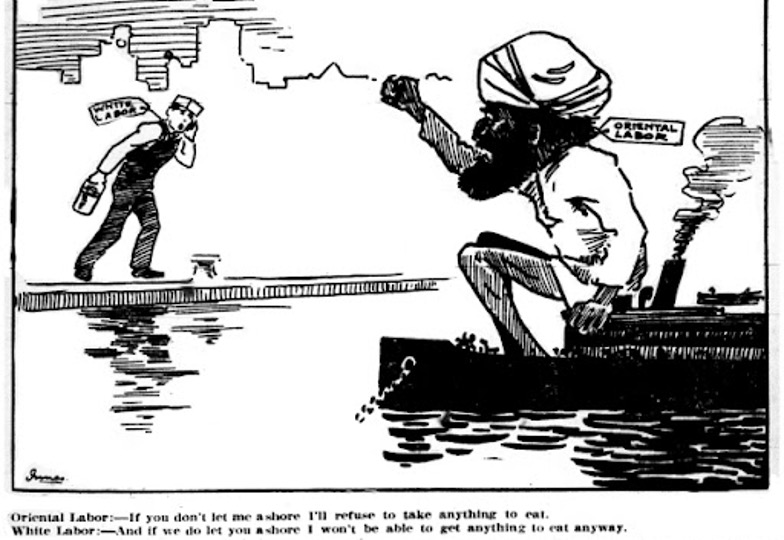 WHITE
LABOR
ORIENTAL
LABOR
Oriental Labor:—If you don't let me ashore I'll refuse to take anything to eat.
White Labor:—And if we do let you ashore I won't be able to get anything to eat anyway.